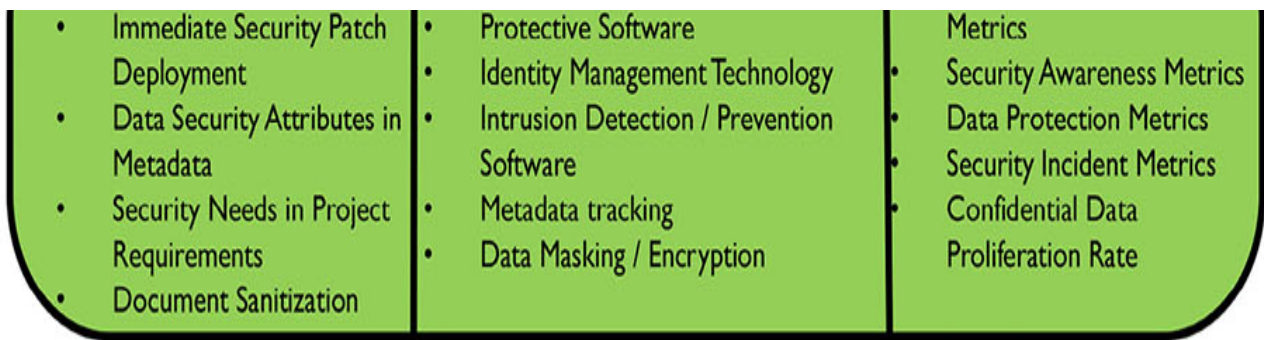 • Immediate Security Patch
Deployment
• Data Security Attributes in
Metadata
• Security Needs in Project
Requirements
• Document Sanitization
• Protective Software
• Identity Management Technology
• Intrusion Detection / Prevention
Software
• Metadata tracking
• Data Masking / Encryption
Metrics
• Security Awareness Metrics
• Data Protection Metrics
• Security Incident Metrics
• Confidential Data
Proliferation Rate